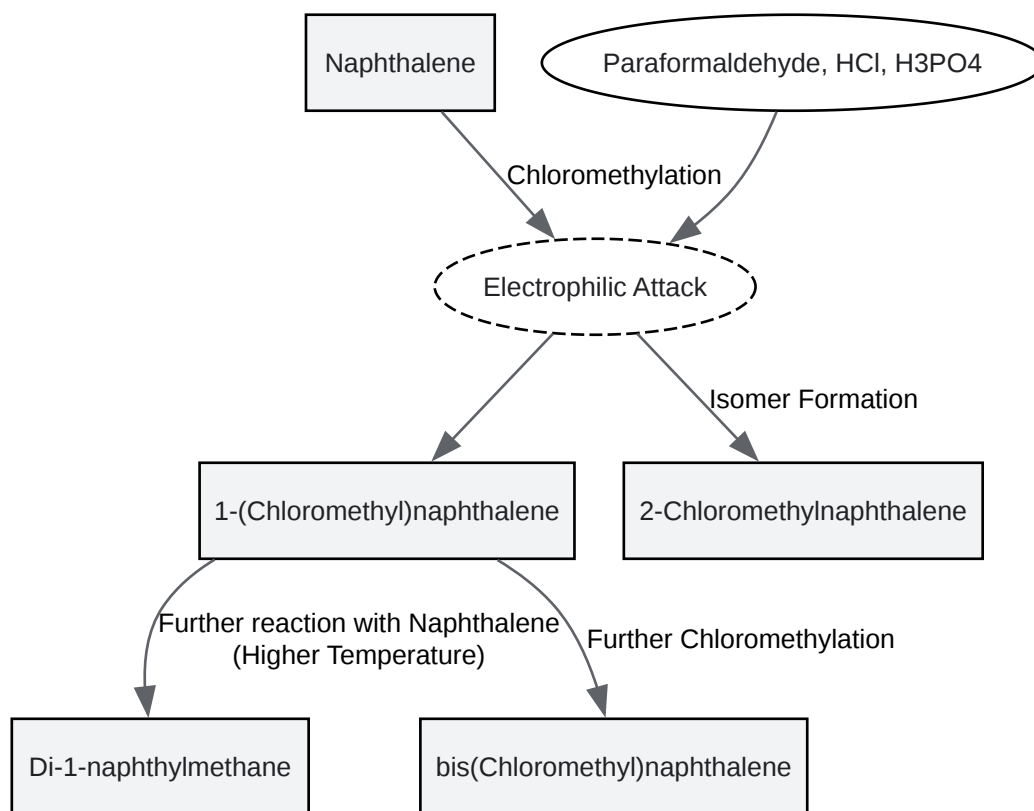 Naphthalene
Paraformaldehyde, HCl, H3PO4
Chloromethylation
Electrophilic Attack
Isomer Formation
1-(Chloromethyl)naphthalene
2-Chloromethylnaphthalene
Further reaction with Naphthalene
(Higher Temperature)
Further Chloromethylation
Di-1-naphthylmethane
bis(Chloromethyl)naphthalene